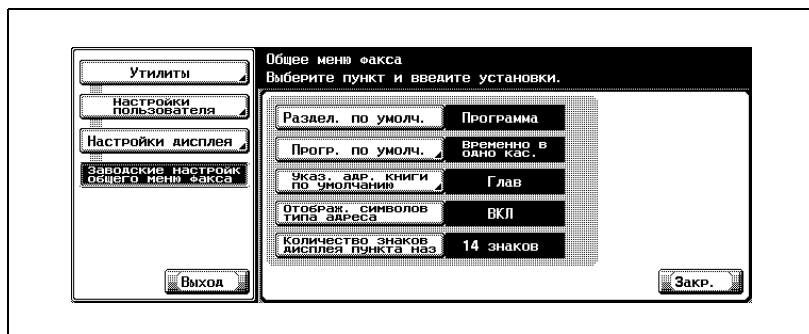 Утилиты
Настройки
пользователя
Настройки дисплея
Заводские настройк
общего меню факса
Выход
Общее меню факса
Выберите пункт и введите установки.
Раздел. по умолч.
Программа
Прогр. по умолч.
Временно в
одно кас.
Указ. адр. книги
по умолчанию
Глав
Отображ. символов
типа адреса
ВКЛ
Количество знаков
дисплея пункта наз
14 знаков
Закр.